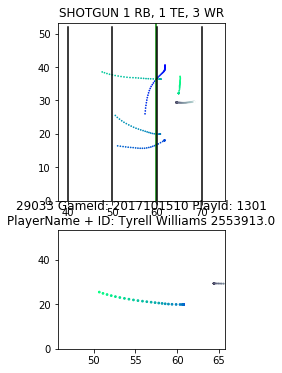 SHOTGUN 1 RB, 1 TE, 3 WR
50
40
30
20
10
0
40 50 60 70
29033 GameId: 2017101510 PlayId: 1301
PlayerName + ID: Tyrell Williams 2553913.0
40
20
0
50 55 60 65